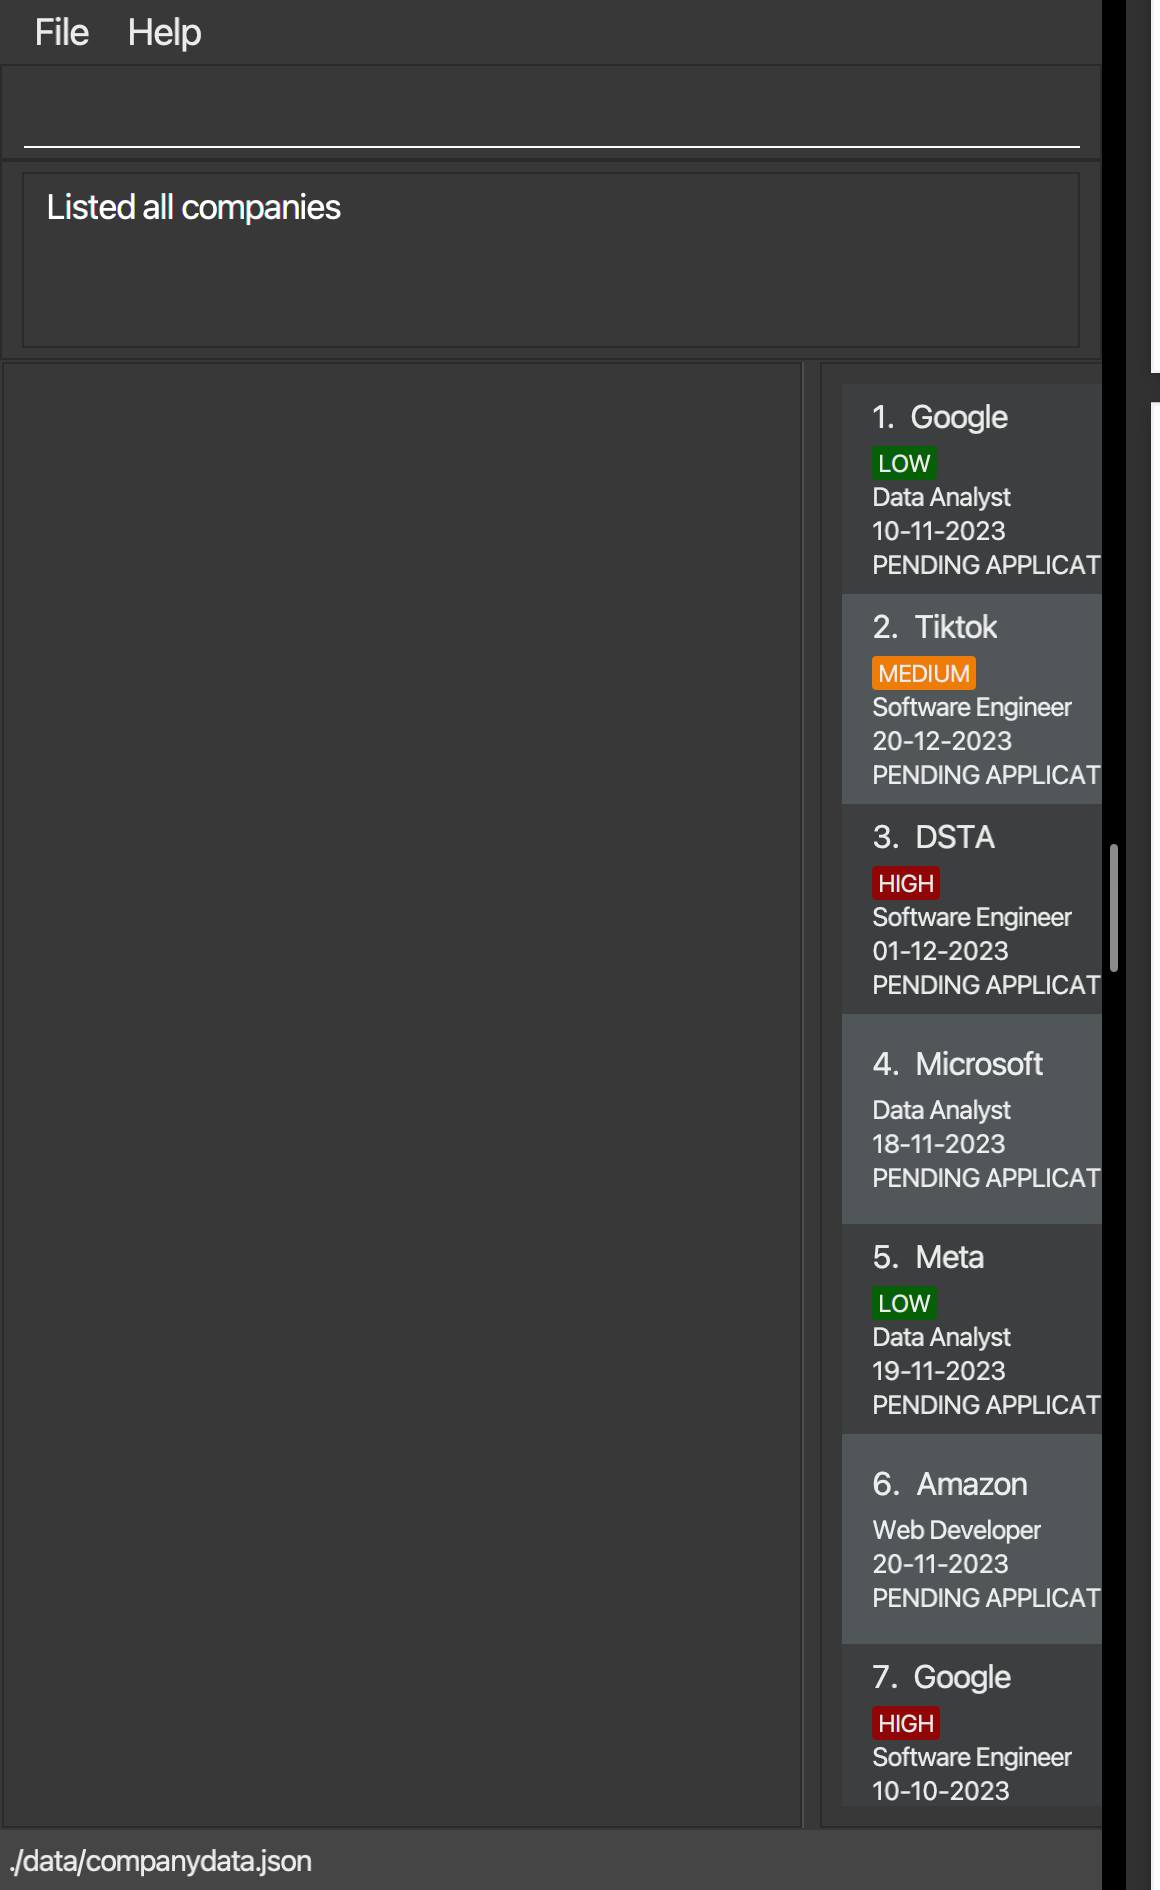 File Help
Listed all companies
1. Google
LOW
Data Analyst
10-11-2023
PENDING APPLICAT
2. Tiktok
MEDIUM
Software Engineer
20-12-2023
PENDING APPLICAT
3. DSTA
HIGH
Software Engineer
01-12-2023
PENDING APPLICAT
4. Microsoft
Data Analyst
18-11-2023
PENDING APPLICAT
5. Meta
LOW
Data Analyst
19-11-2023
PENDING APPLICAT
6. Amazon
Web Developer
20-11-2023
PENDING APPLICAT
7. Google
HIGH
Software Engineer
10-10-2023
./data/companydata.json